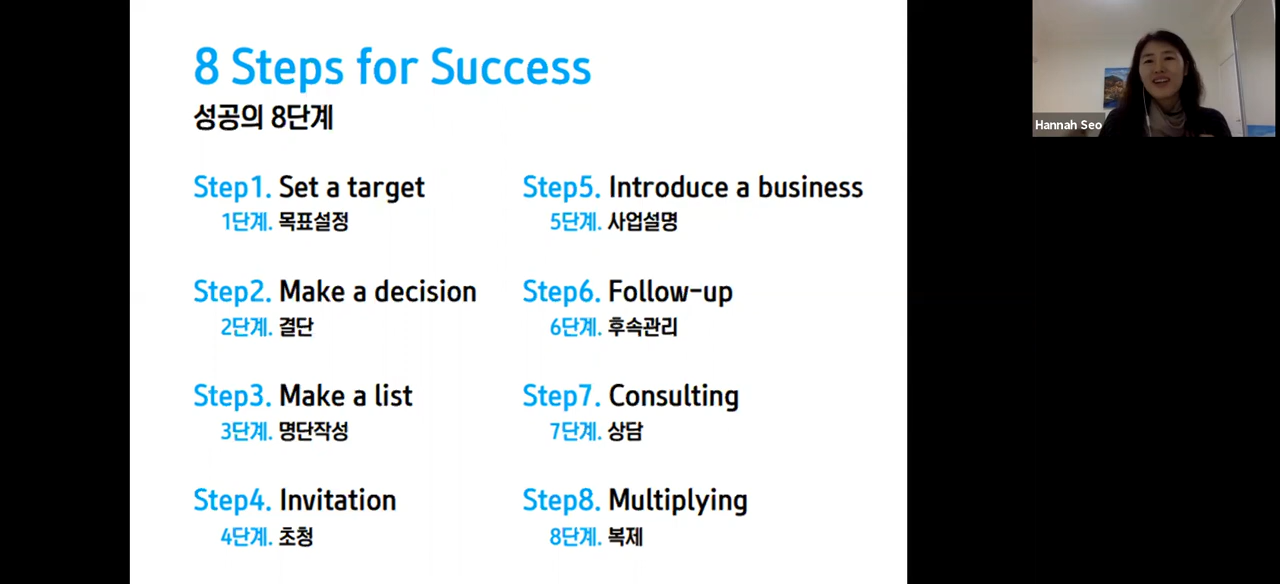 8 Steps for Success
성공의 8단계
Step1. Set a target
1단계. 목표설정
Step2. Make a decision
2단계. 결단
Step3. Make a list
3단계. 명단작성
Step4. Invitation
4단계. 초청
Step5. Introduce a business
5단계. 사업설명
Step6. Follow-up
6단계. 후속관리
Step7. Consulting
7단계. 상담
Step8. Multiplying
8단계. 복제
Hannah Seo